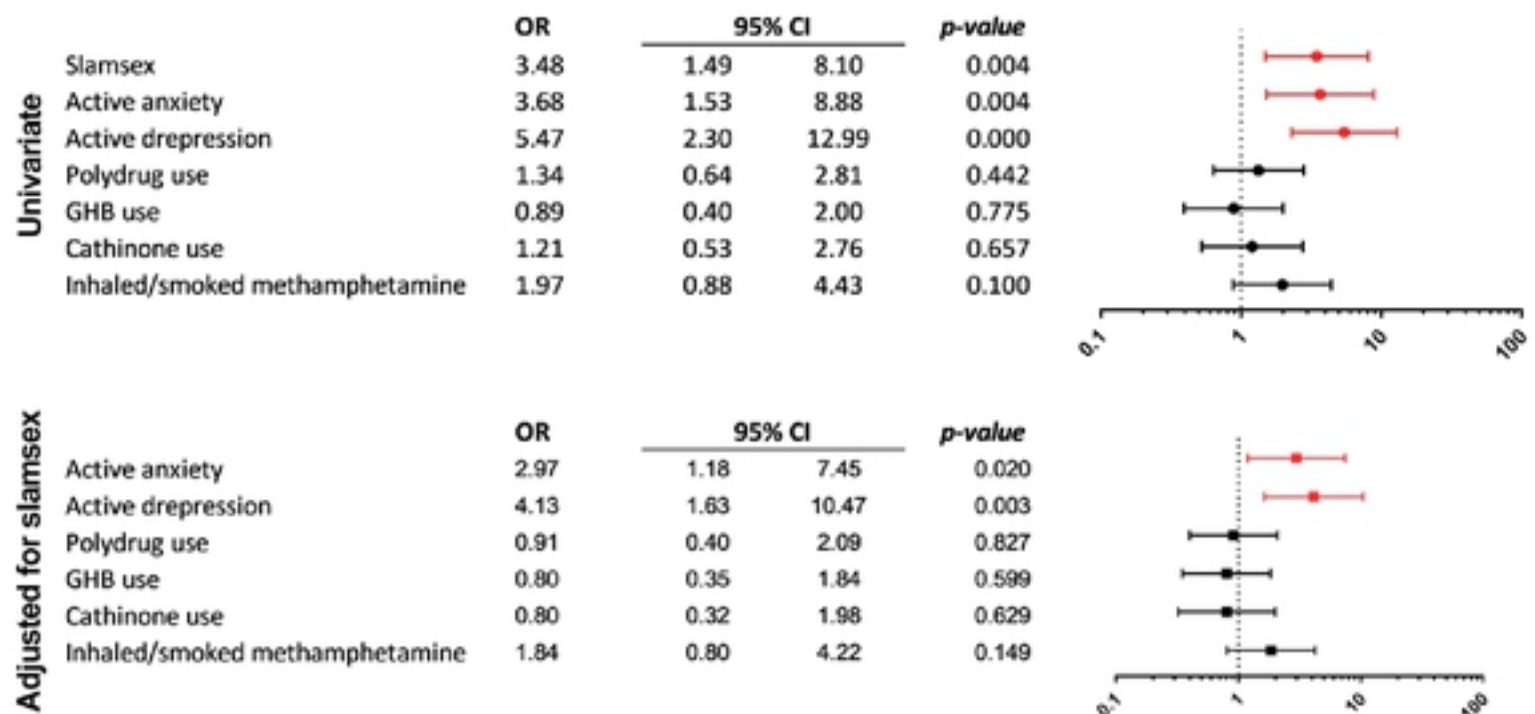 Univariate
OR 95% CI p-value
Slamsex 3.48 1.49 8.10 0.004
Active anxiety 3.68 1.53 8.88 0.004
Active drepression 5.47 2.30 12.99 0.000
Polydrug use 1.34 0.64 2.81 0.442
GHB use 0.89 0.40 2.00 0.775
Cathinone use 1.21 0.53 2.76 0.657
Inhaled/smoked methamphetamine 1.97 0.88 4.43 0.100
0.1 1 10 100
Adjusted for slamsex
OR 95% CI p-value
Active anxiety 2.97 1.18 7.45 0.020
Active drepression 4.13 1.63 10.47 0.003
Polydrug use 0.91 0.40 2.09 0.827
GHB use 0.80 0.35 1.84 0.599
Cathinone use 0.80 0.32 1.98 0.629
Inhaled/smoked methamphetamine 1.84 0.80 4.22 0.149
0.1 1 10 100